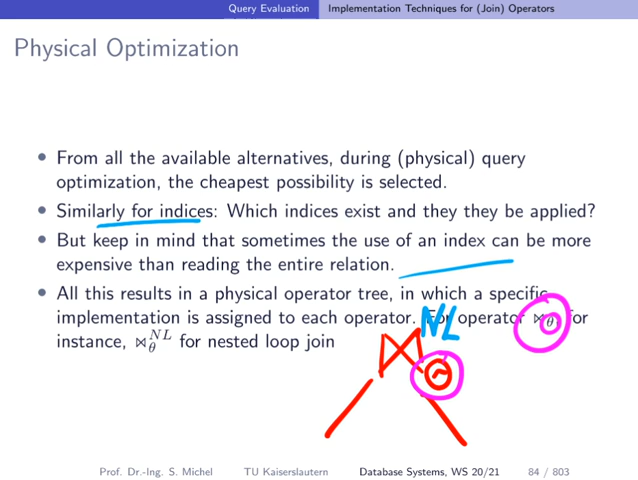 Query Evaluation Implementation Techniques for (Join) Operators
Physical Optimization
• From all the available alternatives, during (physical) query
optimization, the cheapest possibility is selected.
• Similarly for indices: Which indices exist and they they be applied?
• But keep in mind that sometimes the use of an index can be more
expensive than reading the entire relation.
• All this results in a physical operator tree, in which a specific
implementation is assigned to each operator. For operator ⋈θ, for
NL
instance, ⋈θ^NL for nested loop join
⋈
Prof. Dr.-Ing. S. Michel TU Kaiserslautern Database Systems, WS 20/21 84 / 803